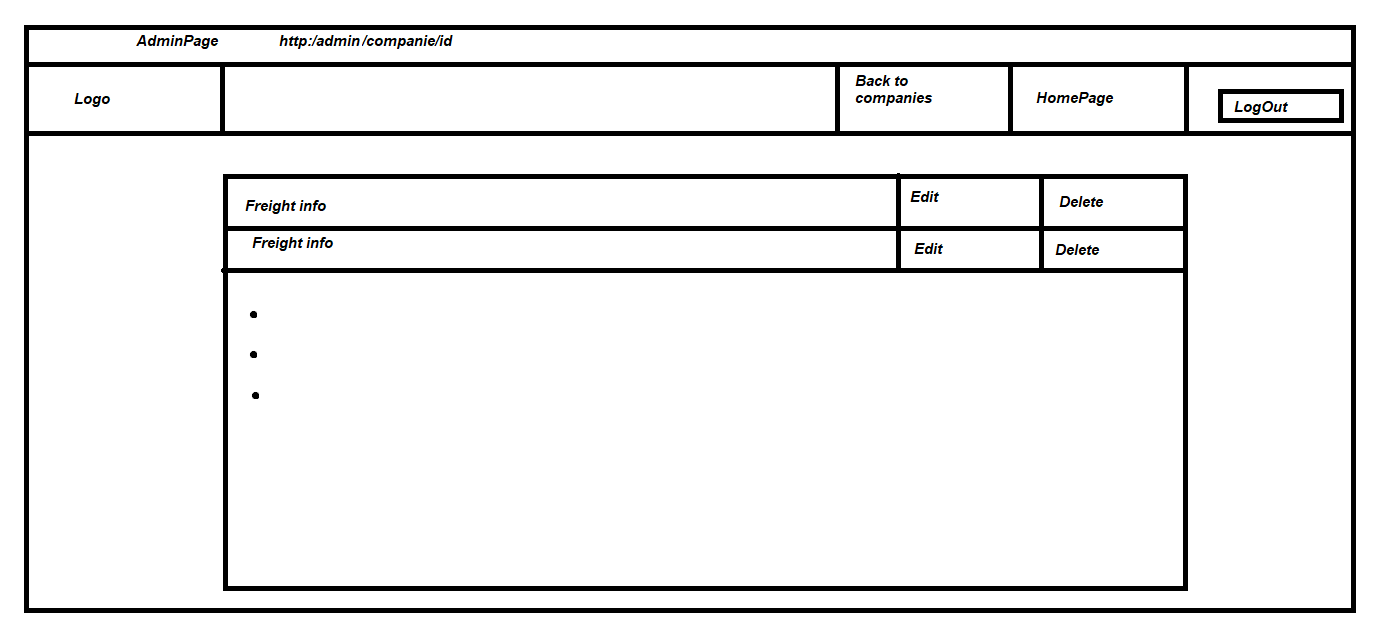 AdminPage http:/admin/companie/id
Logo
Back to
companies
HomePage
LogOut
Freight info
Edit
Delete
Freight info
Edit
Delete